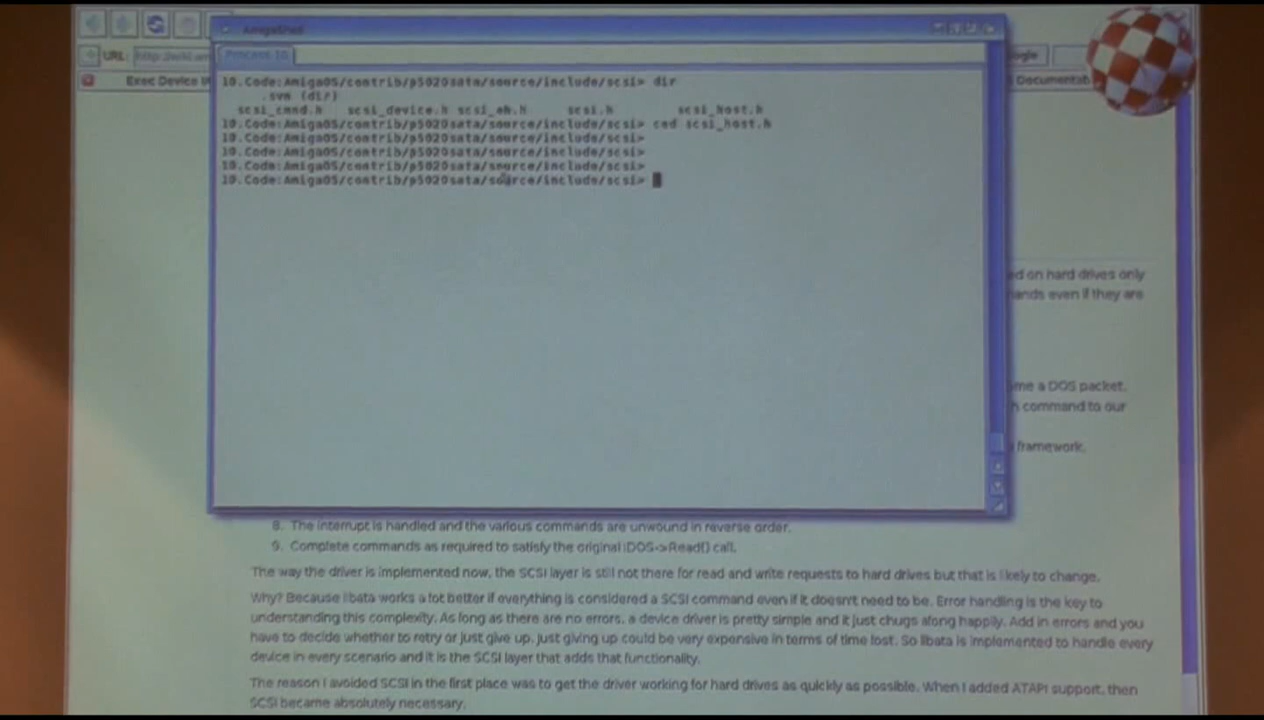 AmigaShell
URL:
Process 10
Exec Device
Documentab
10.Code:AmigaOS/contrib/p5020sata/source/include/scsi> dir
.svn (dir)
scsi_cmnd.h scsi_device.h scsi_eh.h scsi.h scsi_host.h
10.Code:AmigaOS/contrib/p5020sata/source/include/scsi> ced scsi_host.h
10.Code:AmigaOS/contrib/p5020sata/source/include/scsi>
10.Code:AmigaOS/contrib/p5020sata/source/include/scsi>
10.Code:AmigaOS/contrib/p5020sata/source/include/scsi>
10.Code:AmigaOS/contrib/p5020sata/source/include/scsi>
ed on hard drives only
ands even if they are
me a DOS packet.
command to our
framework.
8. The interrupt is handled and the various commands are unwound in reverse order.
9. Complete commands as required to satisfy the original IDOS->Read() call.
The way the driver is implemented now, the SCSI layer is still not there for read and write requests to hard drives but that is likely to change.
Why? Because libata works a lot better if everything is considered a SCSI command even if it doesn't need to be. Error handling is the key to
understanding this complexity. As long as there are no errors, a device driver is pretty simple and it just chugs along happily. Add in errors and you
have to decide whether to retry or just give up. Just giving up could be very expensive in terms of time lost. So libata is implemented to handle every
device in every scenario and it is the SCSI layer that adds that functionality.
The reason I avoided SCSI in the first place was to get the driver working for hard drives as quickly as possible. When I added ATAPI support, then
SCSI became absolutely necessary.